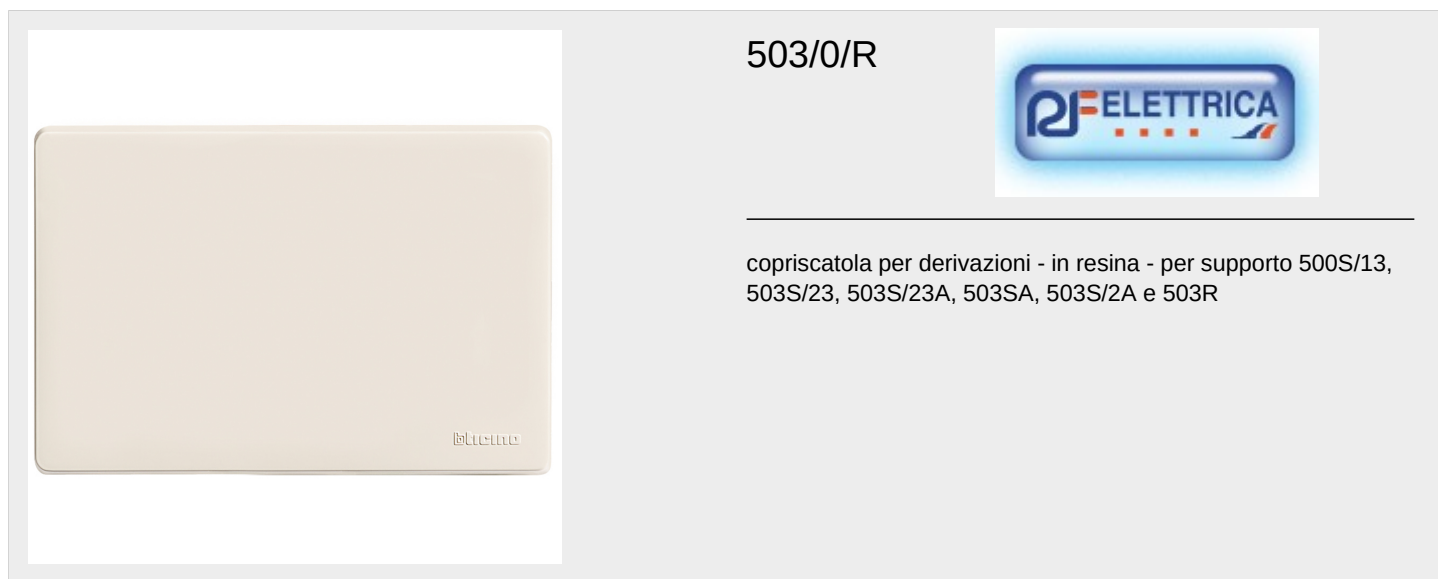 503/0/R
ELETTRICA
copriscatola per derivazioni - in resina - per supporto 500S/13,
503S/23, 503S/23A, 503SA, 503S/2A e 503R
bticino